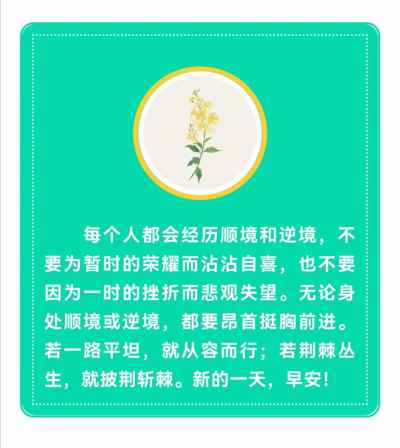 每个人都会经历顺境和逆境，不
要为暂时的荣耀而沾沾自喜，也不要
因为一时的挫折而悲观失望。无论身
处顺境或逆境，都要昂首挺胸前进。
若一路平坦，就从容而行；若荆棘丛
生，就披荆斩棘。新的一天，早安！